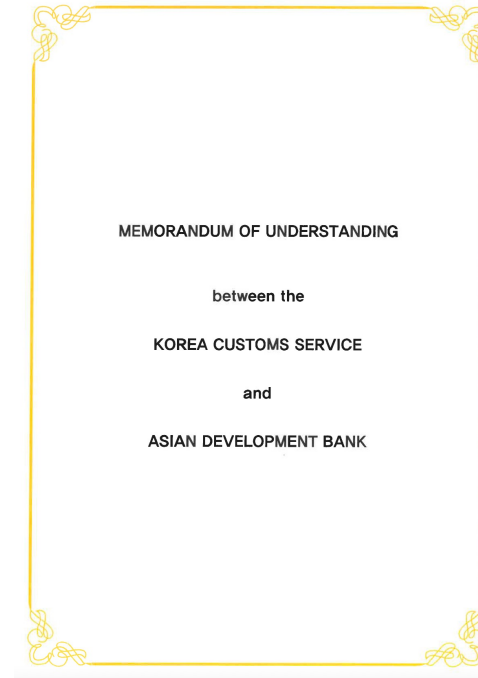 MEMORANDUM OF UNDERSTANDING
between the
KOREA CUSTOMS SERVICE
and
ASIAN DEVELOPMENT BANK